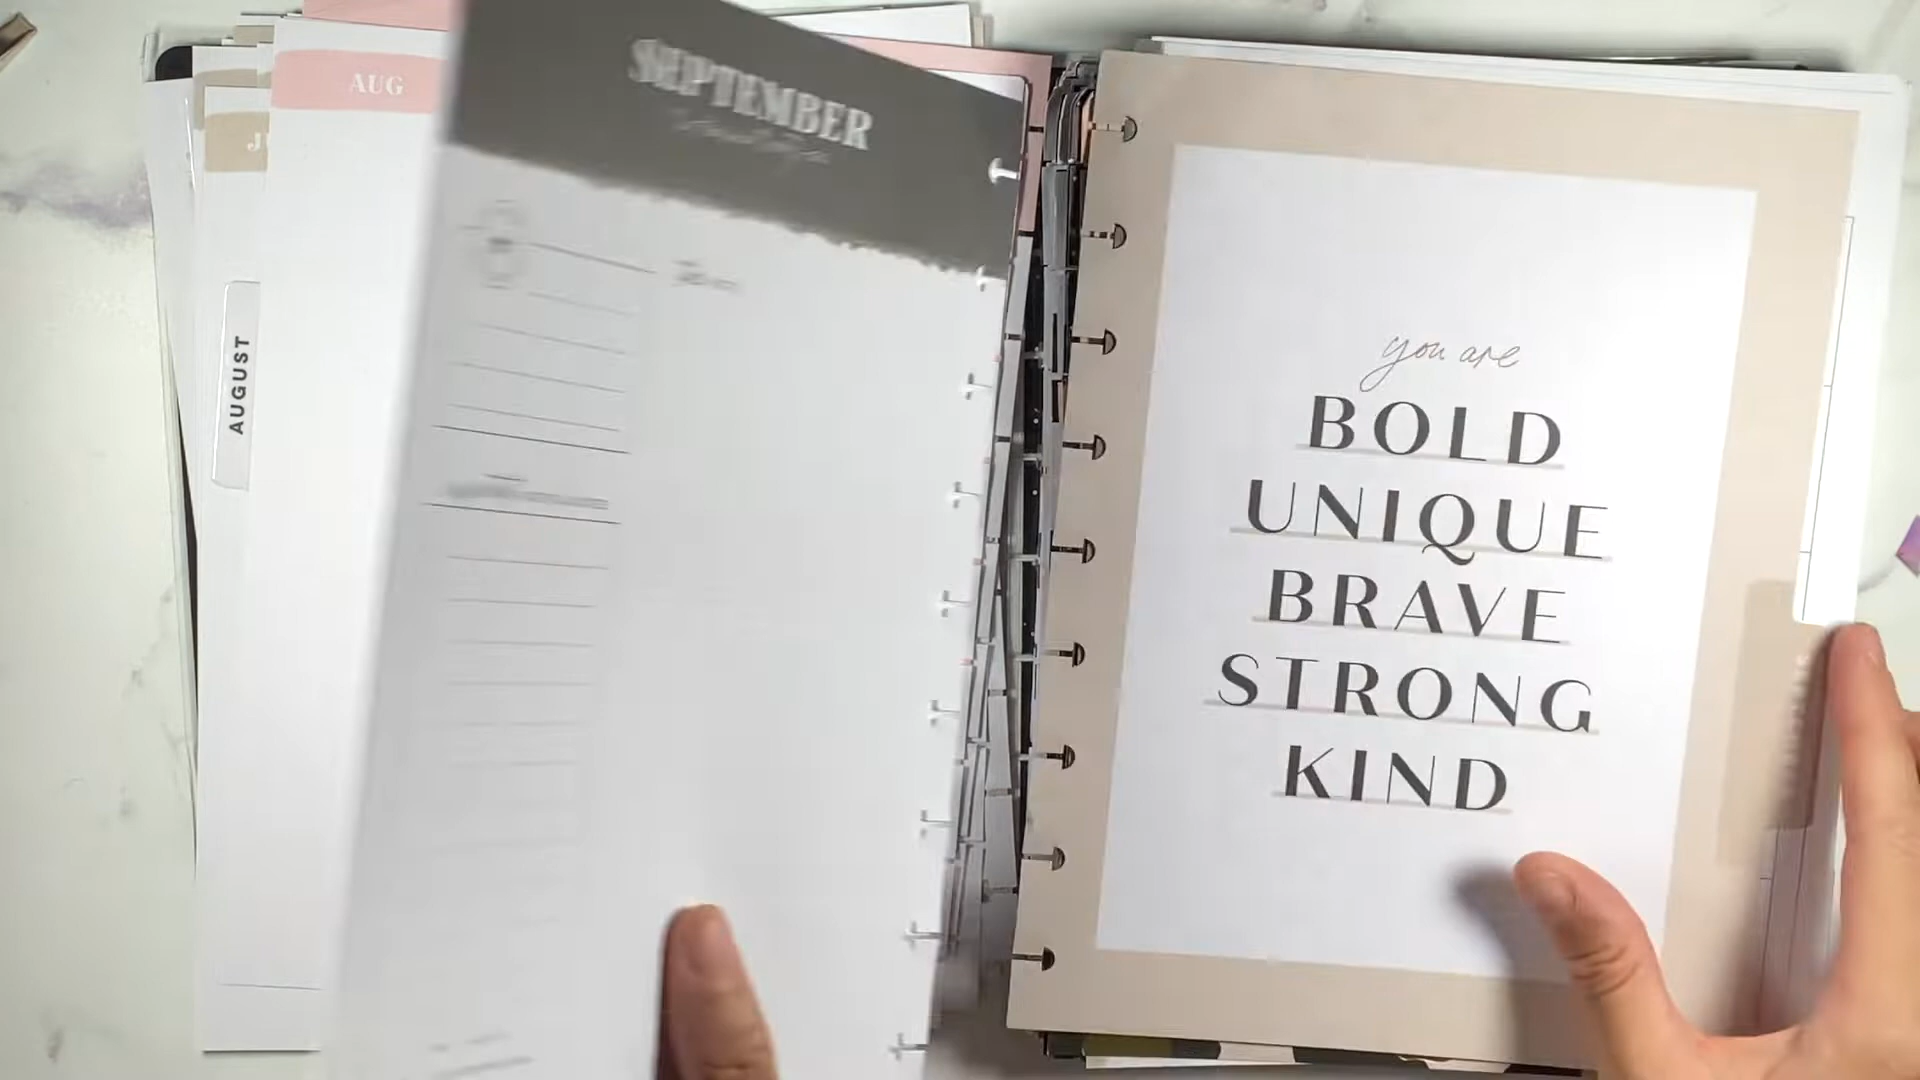 AUG
AUGUST
SEPTEMBER
you are
BOLD
UNIQUE
BRAVE
STRONG
KIND